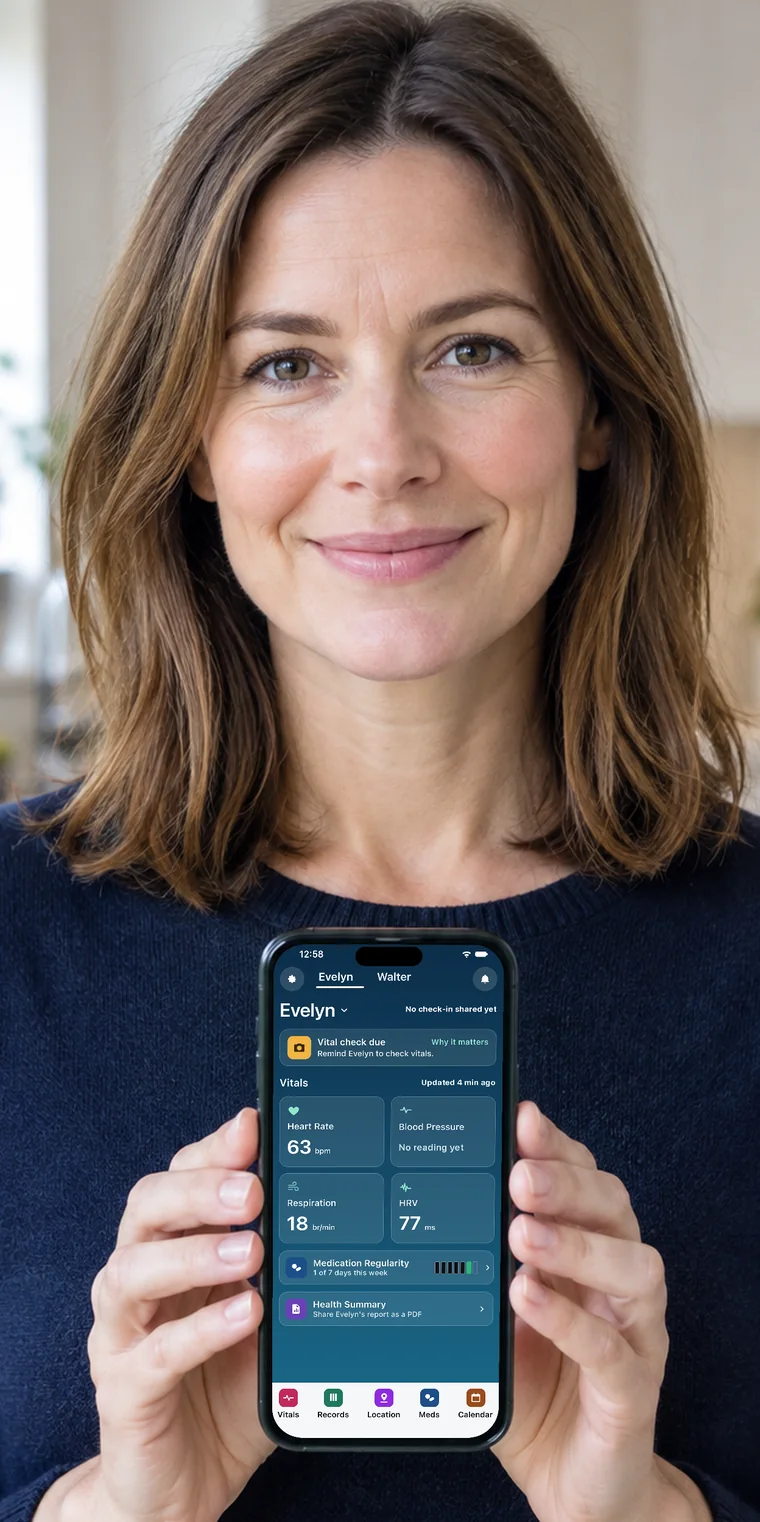 12:58
Evelyn Walter
Evelyn No check-in shared yet
Vital check due Why it matters
Remind Evelyn to check vitals.
Vitals Updated 4 min ago
Heart Rate
63 bpm
Blood Pressure
No reading yet
Respiration
18 br/min
HRV
77 ms
Medication Regularity
1 of 7 days this week
Health Summary
Share Evelyn's report as a PDF
Vitals Records Location Meds Calendar